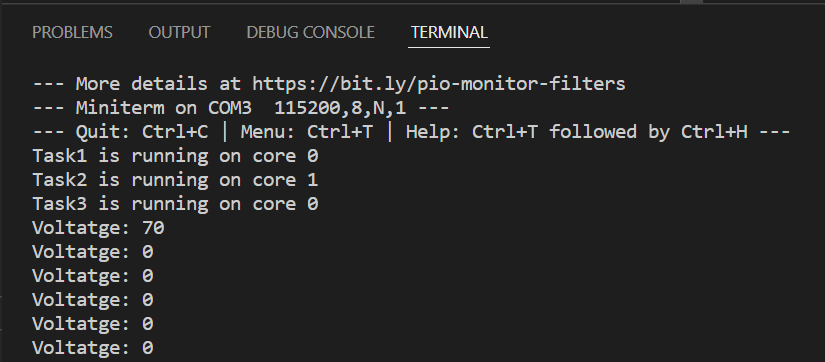 PROBLEMS OUTPUT DEBUG CONSOLE TERMINAL
--- More details at https://bit.ly/pio-monitor-filters
--- Miniterm on COM3  115200,8,N,1 ---
--- Quit: Ctrl+C | Menu: Ctrl+T | Help: Ctrl+T followed by Ctrl+H ---
Task1 is running on core 0
Task2 is running on core 1
Task3 is running on core 0
Voltatge: 70
Voltatge: 0
Voltatge: 0
Voltatge: 0
Voltatge: 0
Voltatge: 0